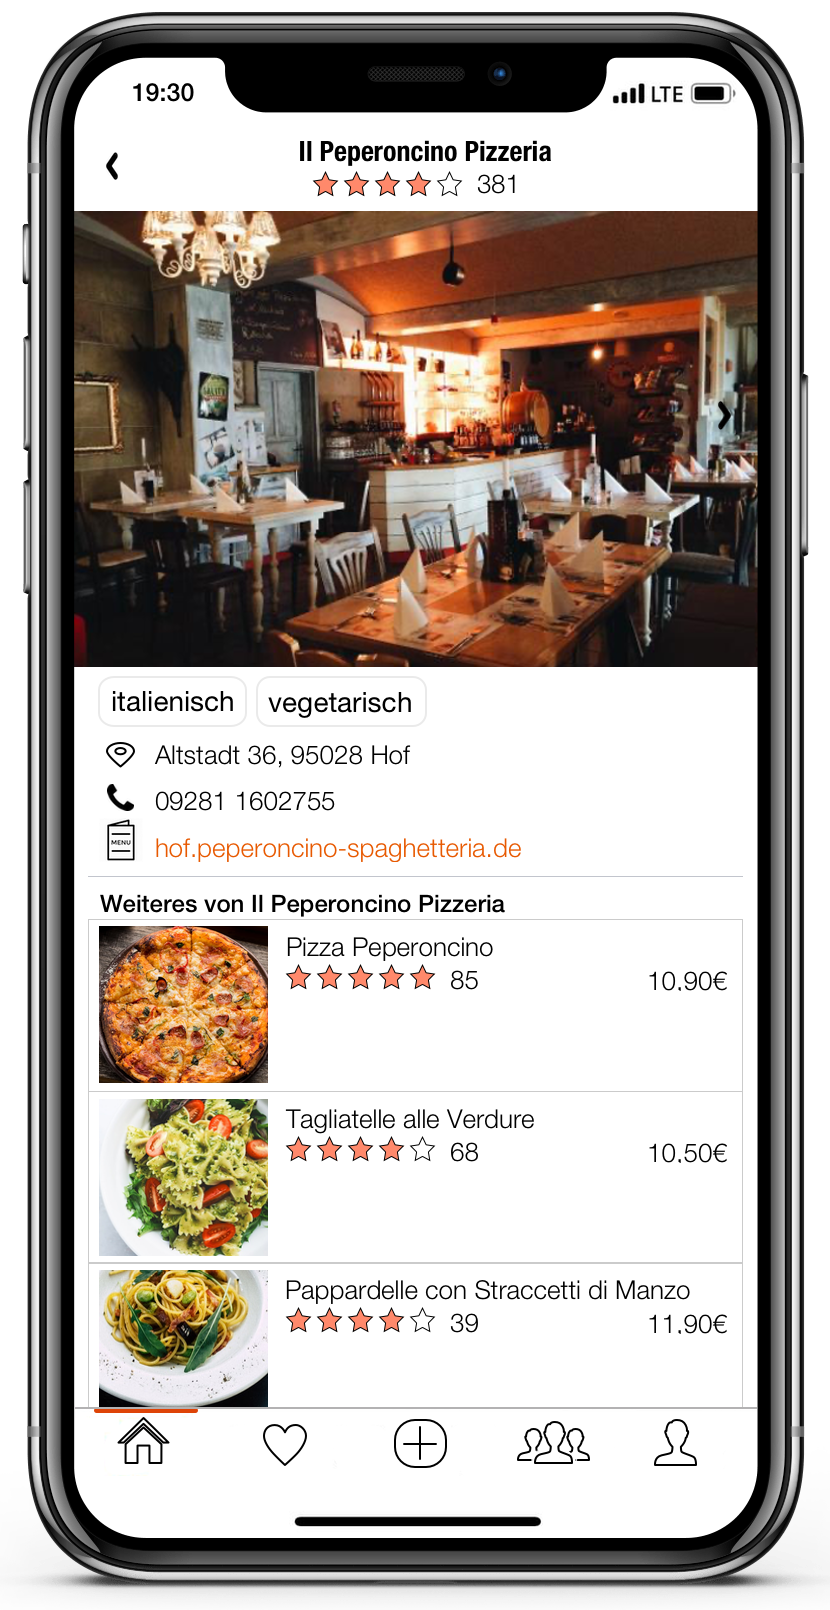 19:30
LTE
Il Peperoncino Pizzeria
381
italienisch
vegetarisch
Altstadt 36, 95028 Hof
09281 1602755
MENU
hof.peperoncino-spaghetteria.de
Weiteres von Il Peperoncino Pizzeria
Pizza Peperoncino
85
10.90€
Tagliatelle alle Verdure
68
10.50€
Pappardelle con Straccetti di Manzo
39
11.90€